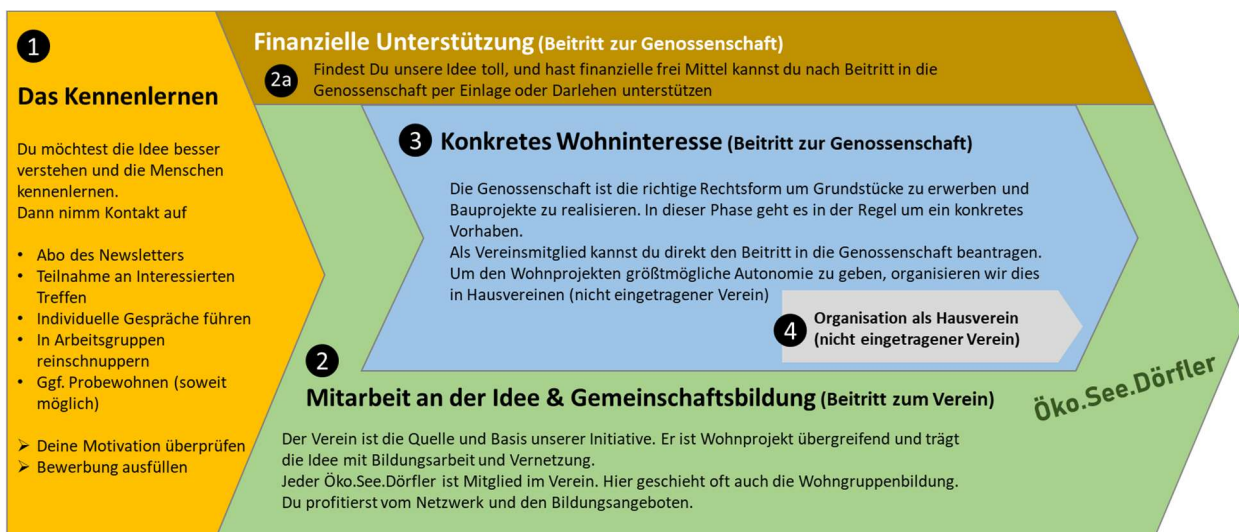 1
Das Kennenlernen
Du möchtest die Idee besser
verstehen und die Menschen
kennenlernen.
Dann nimm Kontakt auf
• Abo des Newsletters
• Teilnahme an Interessierten
Treffen
• Individuelle Gespräche führen
• In Arbeitsgruppen
reinschnuppern
• Ggf. Probewohnen (soweit
möglich)
➢ Deine Motivation überprüfen
➢ Bewerbung ausfüllen
Finanzielle Unterstützung (Beitritt zur Genossenschaft)
2a
Findest Du unsere Idee toll, und hast finanzielle frei Mittel kannst du nach Beitritt in die
Genossenschaft per Einlage oder Darlehen unterstützen
3 Konkretes Wohninteresse (Beitritt zur Genossenschaft)
Die Genossenschaft ist die richtige Rechtsform um Grundstücke zu erwerben und
Bauprojekte zu realisieren. In dieser Phase geht es in der Regel um ein konkretes
Vorhaben.
Als Vereinsmitglied kannst du direkt den Beitritt in die Genossenschaft beantragen.
Um den Wohnprojekten größtmögliche Autonomie zu geben, organisieren wir dies
in Hausvereinen (nicht eingetragener Verein)
4
Organisation als Hausverein
(nicht eingetragener Verein)
2
Mitarbeit an der Idee & Gemeinschaftsbildung (Beitritt zum Verein)
Der Verein ist die Quelle und Basis unserer Initiative. Er ist Wohnprojekt übergreifend und trägt
die Idee mit Bildungsarbeit und Vernetzung.
Jeder Öko.See.Dörfler ist Mitglied im Verein. Hier geschieht oft auch die Wohngruppenbildung.
Du profitierst vom Netzwerk und den Bildungsangeboten.
Öko.See.Dörfler